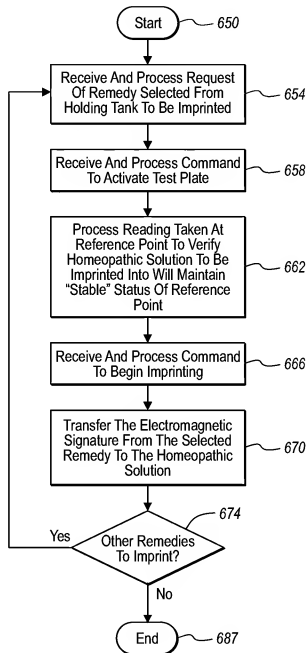 Start
650
Receive And Process Request
Of Remedy Selected From
Holding Tank To Be Imprinted
654
Receive And Process Command
To Activate Test Plate
658
Process Reading Taken At
Reference Point To Verify
Homeopathic Solution To Be
Imprinted Into Will Maintain
“Stable” Status Of Reference
Point
662
Receive And Process Command
To Begin Imprinting
666
Transfer The Electromagnetic
Signature From The Selected
Remedy To The Homeopathic
Solution
670
674
Yes
Other Remedies
To Imprint?
No
End
687